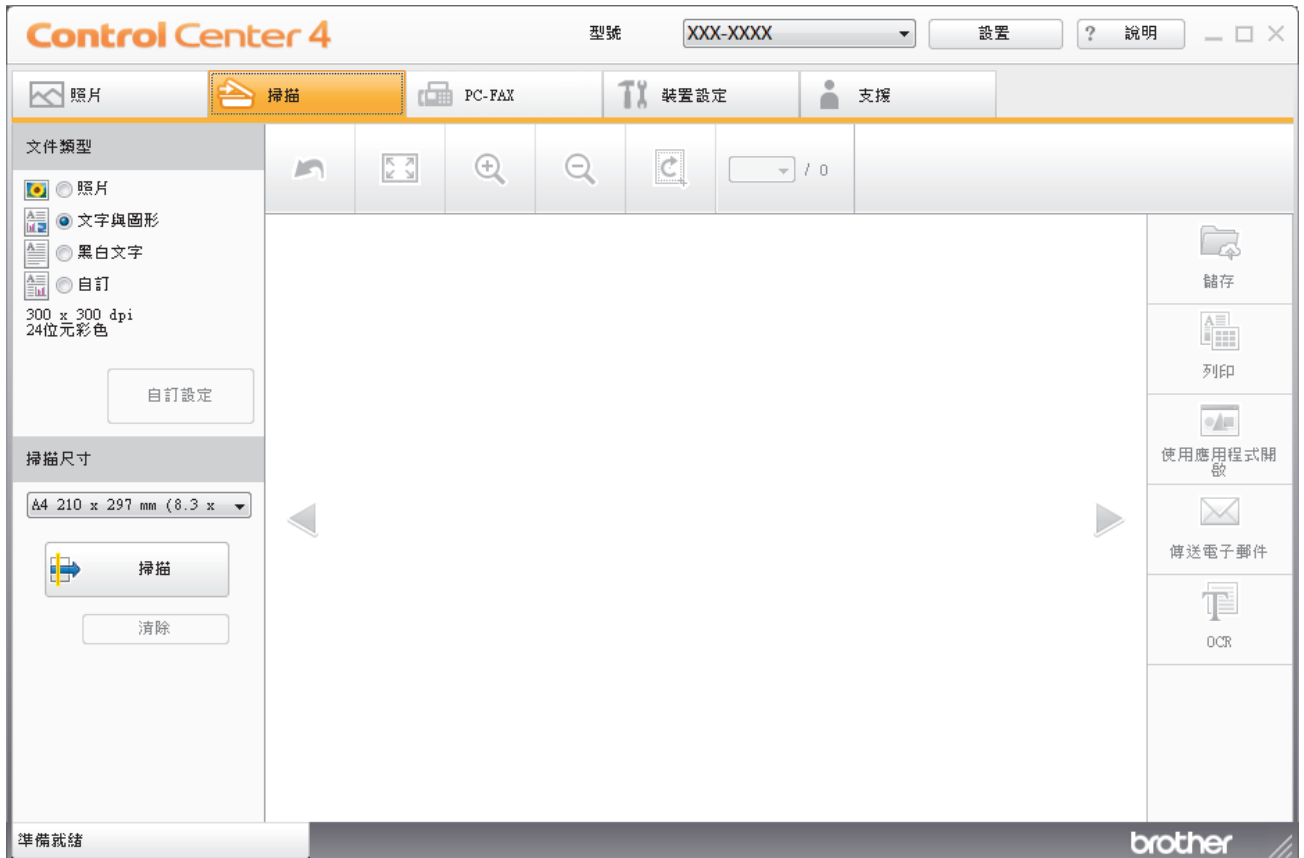 Control Center 4
型號
XXX-XXXX
設置
? 說明
照片
掃描
PC-FAX
裝置設定
支援
文件類型
照片
文字與圖形
黑白文字
自訂
300 x 300 dpi
24位元彩色
自訂設定
掃描尺寸
A4 210 x 297 mm (8.3 x
掃描
清除
/ 0
儲存
列印
使用應用程式開
啟
傳送電子郵件
OCR
準備就緒
brother